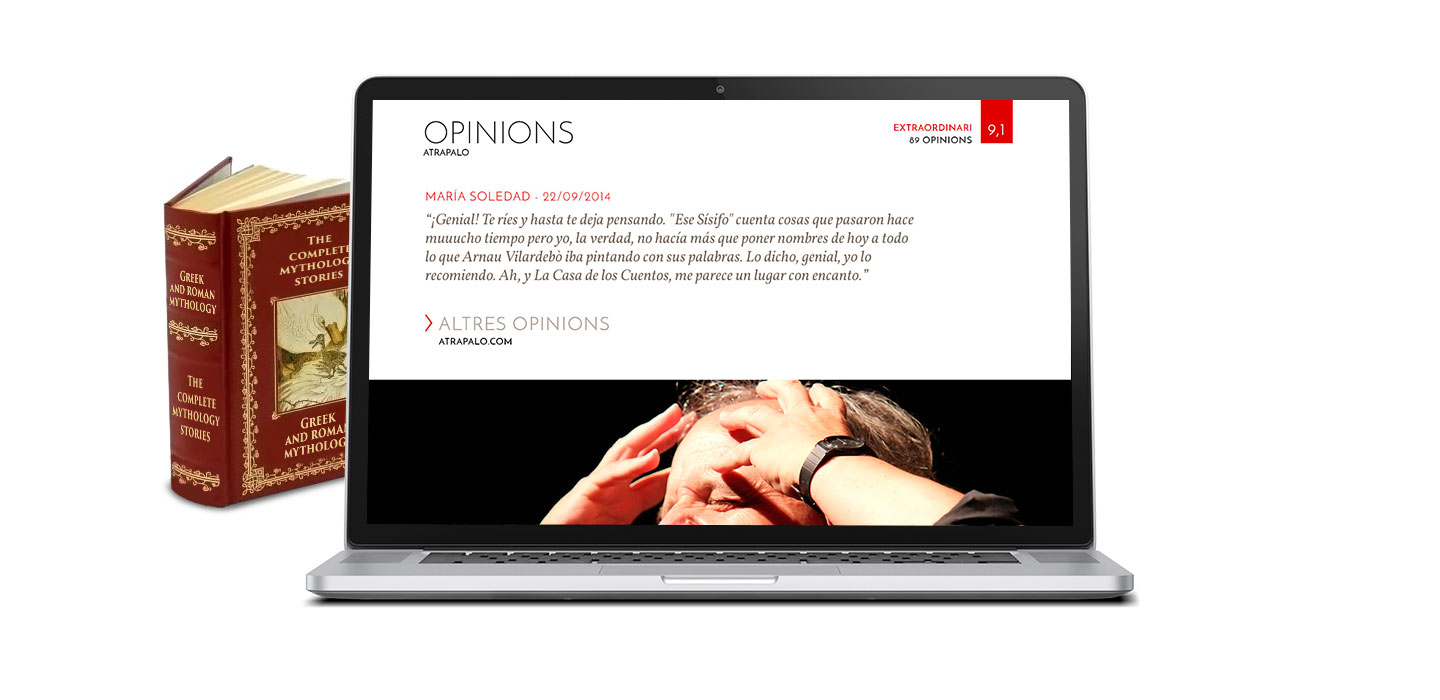 GREEK
AND ROMAN
MYTHOLOGY
THE
COMPLETE
MYTHOLOGY
STORIES
THE
COMPLETE
MYTHOLOGY
STORIES
GREEK
AND ROMAN
MYTHOLOGY
OPINIONS
ATRAPALO
EXTRAORDINARI
89 OPINIONS
9,1
MARÍA SOLEDAD - 22/09/2014
“¡Genial! Te ríes y hasta te deja pensando. "Ese Sísifo" cuenta cosas que pasaron hace
muuucho tiempo pero yo, la verdad, no hacía más que poner nombres de hoy a todo
lo que Arnau Vilardebò iba pintando con sus palabras. Lo dicho, genial, yo lo
recomiendo. Ah, y La Casa de los Cuentos, me parece un lugar con encanto.”
ALTRES OPINIONS
ATRAPALO.COM